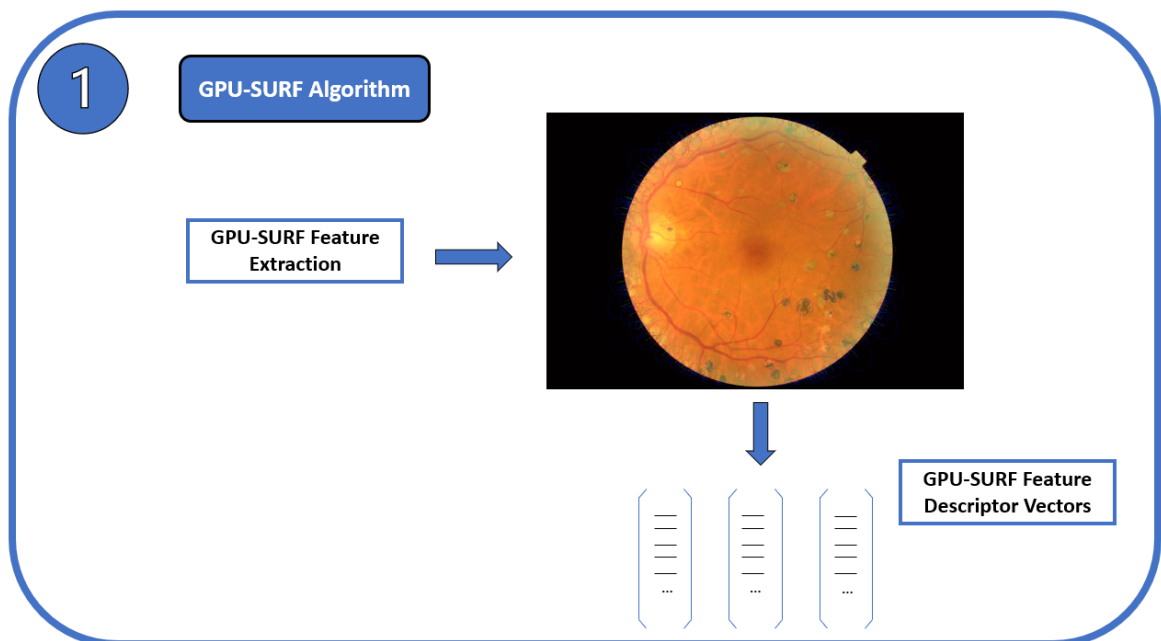 1
GPU-SURF Algorithm
GPU-SURF Feature
Extraction
GPU-SURF Feature
Descriptor Vectors
... ... ...